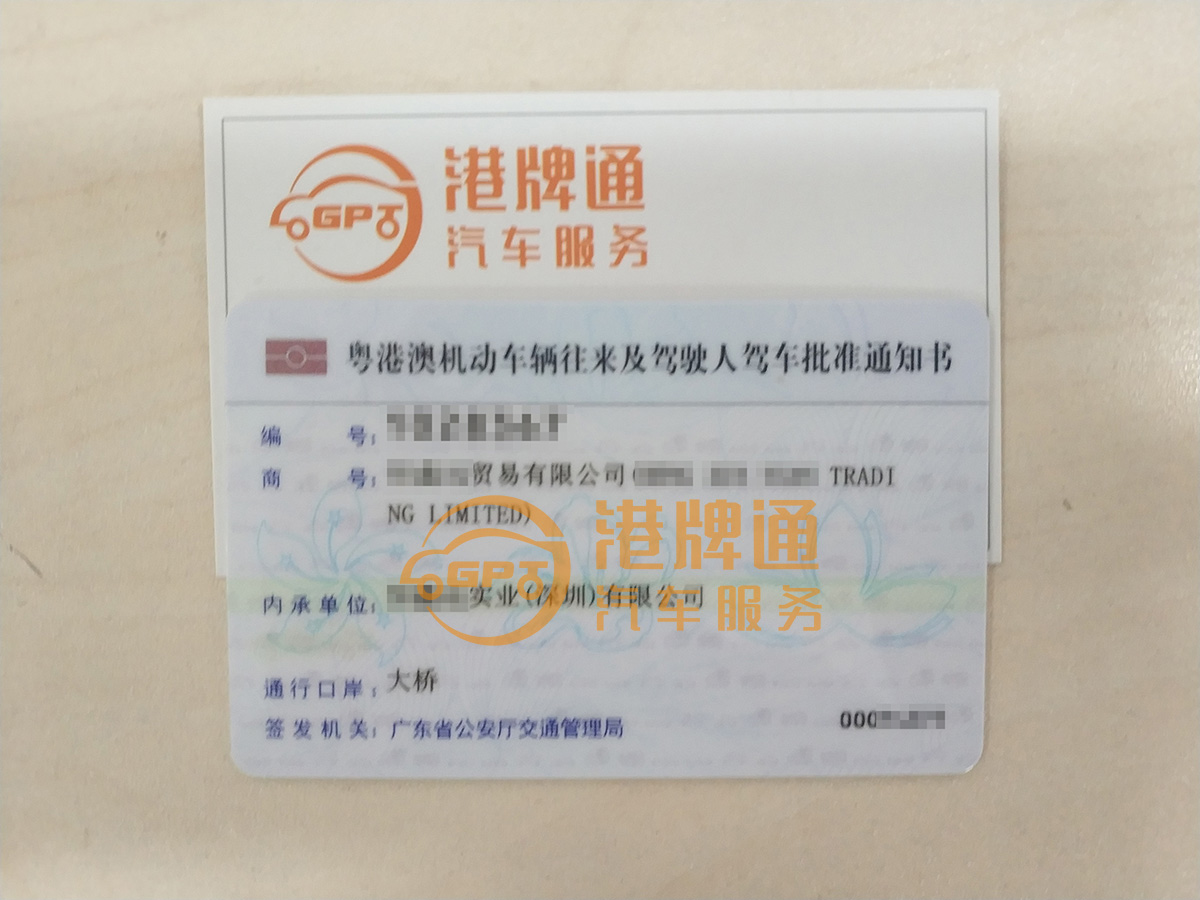 GPT
港牌通
汽车服务
粤港澳机动车辆往来及驾驶人驾车批准通知书
编 号:
商 号: 贸易有限公司( TRADI
NG LIMITED)
GPT
港牌通
汽车服务
内承单位: 实业(深圳)有限公司
通行口岸: 大桥
签发机关: 广东省公安厅交通管理局
000